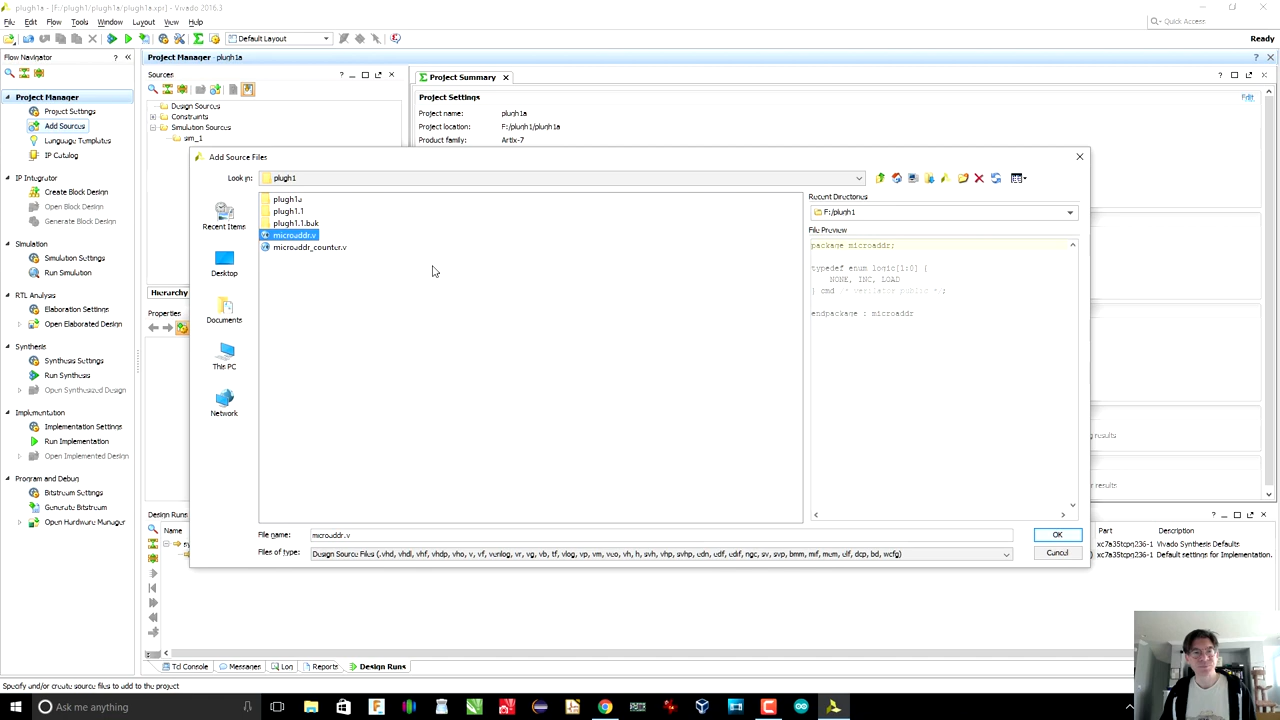 plugh1a - [F:/plugh1/plugh1a/plugh1a.xpr] - Vivado 2016.3
File Edit Flow Tools Window Layout View Help
Search Commands
Default Layout
Ready
Flow Navigator
Project Manager - plugh1a
Sources
Project Summary
Project Manager
Project Settings
Add Sources
Language Templates
IP Catalog
Design Sources
Constraints
Simulation Sources
sim_1
Project Settings
Edit
Project name: plugh1a
Project location: F:/plugh1/plugh1a
Product family: Artix-7
IP Integrator
Create Block Design
Open Block Design
Generate Block Design
Simulation
Simulation Settings
Run Simulation
RTL Analysis
Elaboration Settings
Open Elaborated Design
Synthesis
Synthesis Settings
Run Synthesis
Open Synthesized Design
Implementation
Implementation Settings
Run Implementation
Open Implemented Design
Program and Debug
Bitstream Settings
Generate Bitstream
Open Hardware Manager
Hierarchy
Properties
Add Source Files
Look in: plugh1
Recent Items
Desktop
Documents
This PC
Network
plugh1a
plugh1.1
plugh1.1.bak
microaddr.v
microaddr_counter.v
Recent Directories
F:/plugh1
File Preview
package microaddr;
typedef enum logic[1:0] {
NONE, INC, LOAD
} cmd /* verilator public */;
endpackage : microaddr
File name: microaddr.v
Files of type: Design Source Files (.vhd, vhdl, vhf, vhdp, vho, v, vf, verilog, vr, vg, vb, tf, vlog, vp, vm, veo, vh, h, svh, vhp, svhp, edn, edf, edif, ngc, sv, svp, bmm, mif, mem, elf, dcp, bd, wcfg)
OK
Cancel
results
results
Design Runs
Name
Part
Description
xc7a35tcpg236-1 Vivado Synthesis Defaults
xc7a35tcpg236-1 Default settings for Implementation.
Tcl Console Messages Log Reports Design Runs
Specify and/or create source files to add to the project
Ask me anything